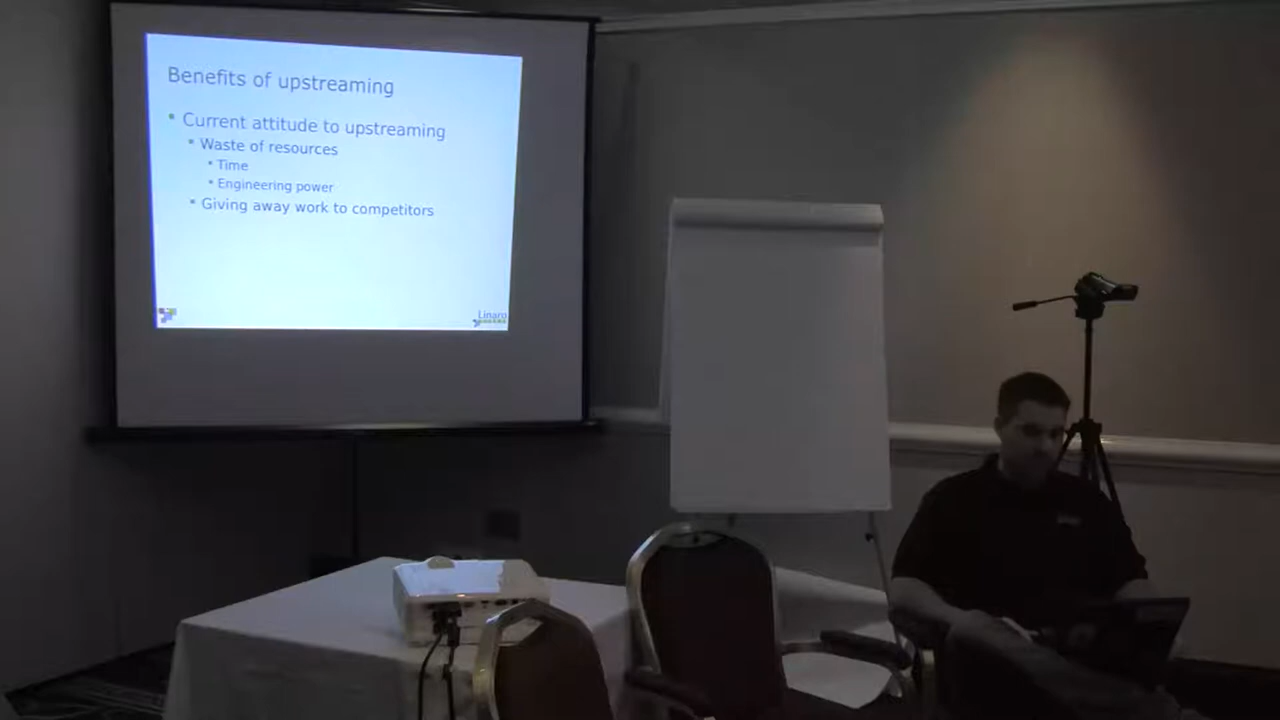 Benefits of upstreaming
Current attitude to upstreaming
Waste of resources
Time
Engineering power
Giving away work to competitors
Linaro